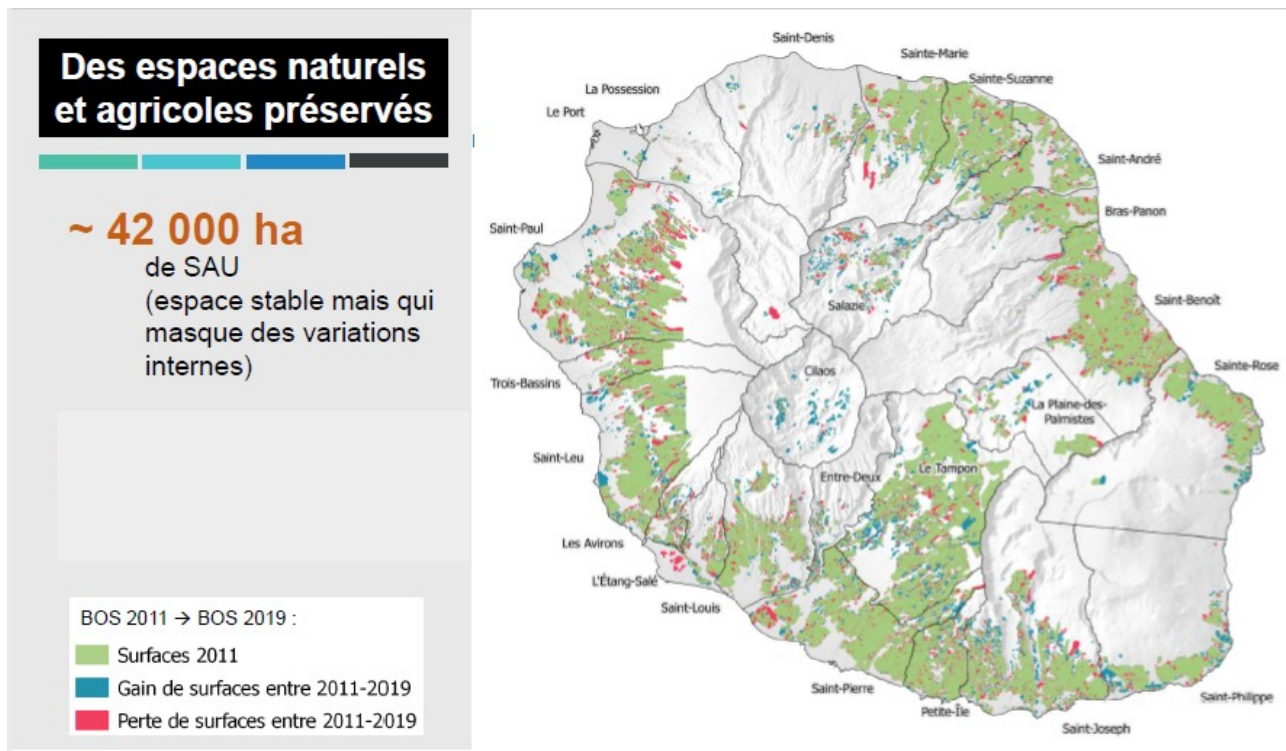 Des espaces naturels
et agricoles préservés
~ 42 000 ha
de SAU
(espace stable mais qui
masque des variations
internes)
BOS 2011 → BOS 2019 :
Surfaces 2011
Gain de surfaces entre 2011-2019
Perte de surfaces entre 2011-2019
Saint-Denis
Sainte-Marie
Sainte-Suzanne
La Possession
Le Port
Saint-André
Bras-Panon
Saint-Paul
Salazie
Saint-Benoît
Sainte-Rose
Cilaos
Trois-Bassins
La Plaine-des-
Palmistes
Saint-Leu
Entre-Deux
Le Tampon
Les Avirons
L'Étang-Salé
Saint-Louis
Saint-Pierre
Petite-Île
Saint-Joseph
Saint-Philippe